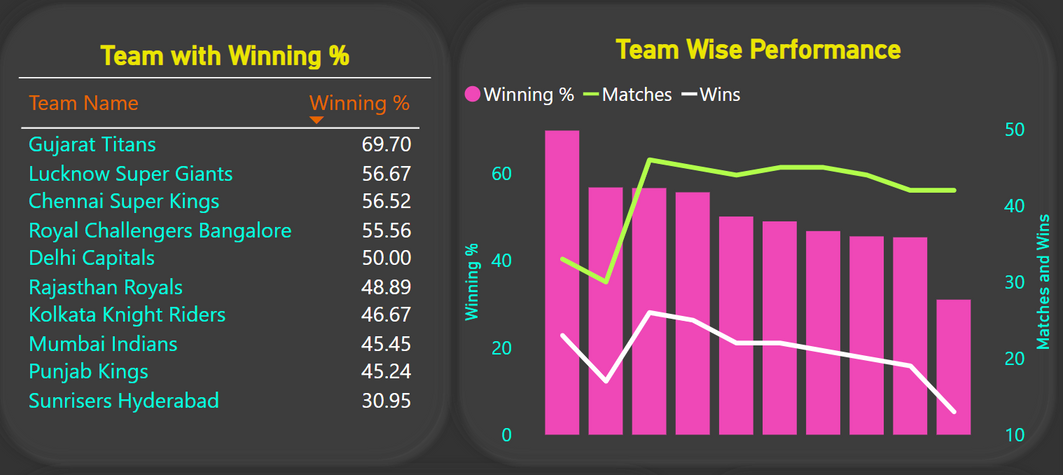 Team with Winning %
Team Name Winning %
Gujarat Titans 69.70
Lucknow Super Giants 56.67
Chennai Super Kings 56.52
Royal Challengers Bangalore 55.56
Delhi Capitals 50.00
Rajasthan Royals 48.89
Kolkata Knight Riders 46.67
Mumbai Indians 45.45
Punjab Kings 45.24
Sunrisers Hyderabad 30.95
Team Wise Performance
Winning % Matches Wins
Winning %
60
40
20
0
50
40
30
20
10
Matches and Wins